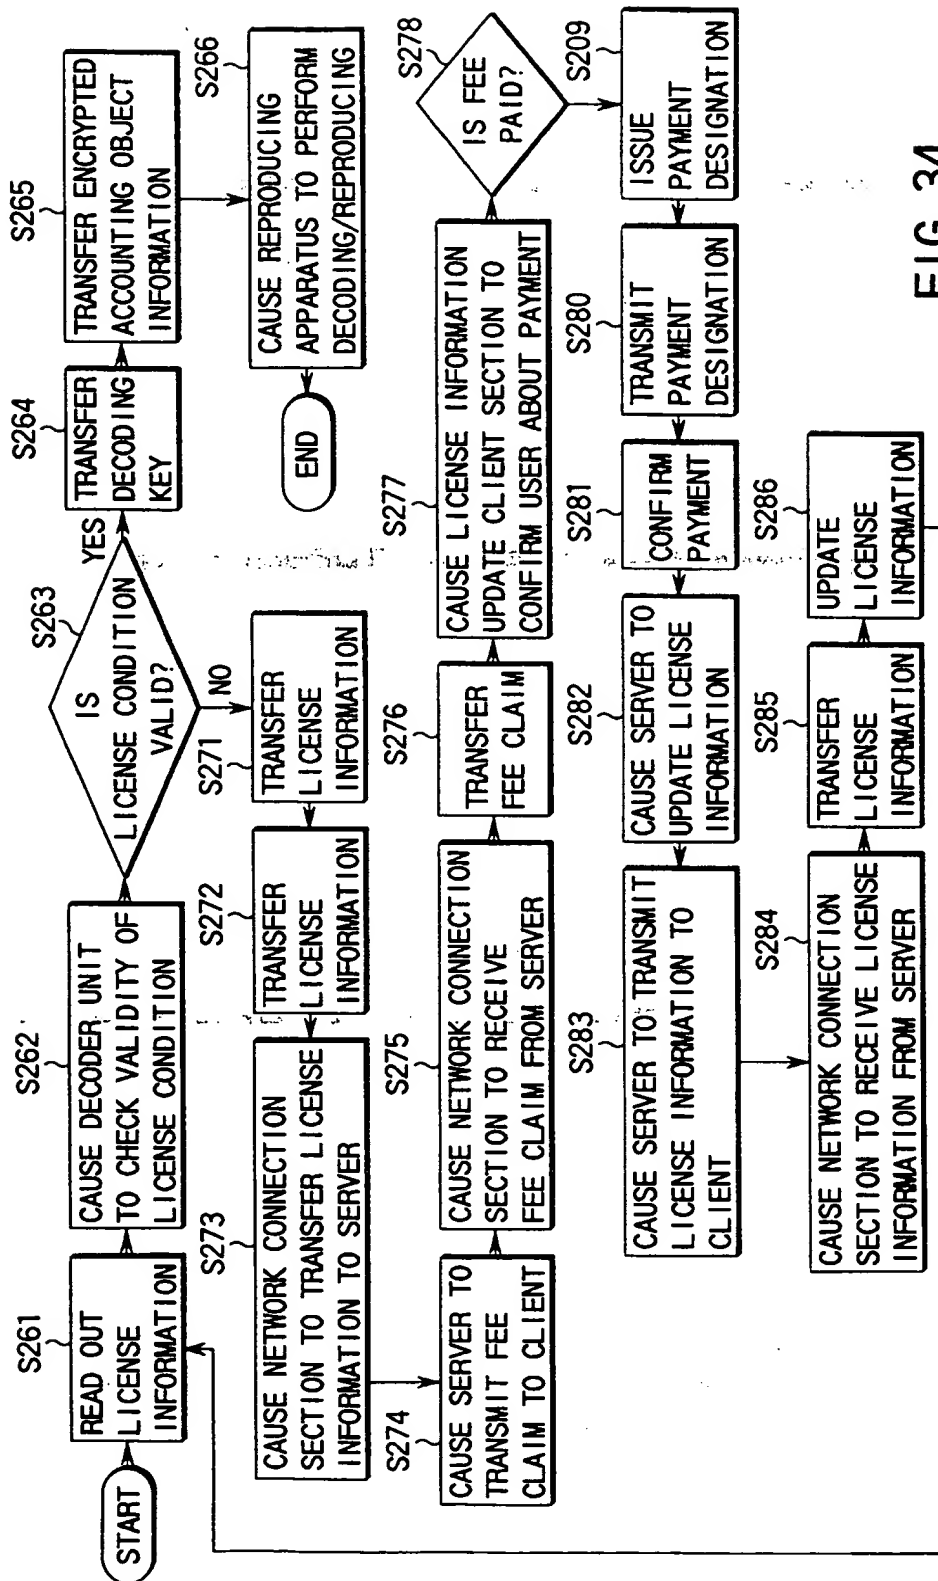 START
S261
READ OUT
LICENSE
INFORMATION
S262
CAUSE DECODER UNIT
TO CHECK VALIDITY OF
LICENSE CONDITION
S263
IS
LICENSE CONDITION
VALID?
YES
NO
S264
TRANSFER
DECODING
KEY
S265
TRANSFER ENCRYPTED
ACCOUNTING OBJECT
INFORMATION
S266
CAUSE REPRODUCING
APPARATUS TO PERFORM
DECODING/REPRODUCING
END
S271
TRANSFER
LICENSE
INFORMATION
S272
TRANSFER
LICENSE
INFORMATION
S273
CAUSE NETWORK CONNECTION
SECTION TO TRANSFER LICENSE
INFORMATION TO SERVER
S274
CAUSE SERVER TO
TRANSMIT FEE
CLAIM TO CLIENT
S275
CAUSE NETWORK CONNECTION
SECTION TO RECEIVE
FEE CLAIM FROM SERVER
S276
TRANSFER
FEE CLAIM
S277
CAUSE LICENSE INFORMATION
UPDATE CLIENT SECTION TO
CONFIRM USER ABOUT PAYMENT
S278
IS FEE
PAID?
S209
ISSUE
PAYMENT
DESIGNATION
S280
TRANSMIT
PAYMENT
DESIGNATION
S281
CONFIRM
PAYMENT
S282
CAUSE SERVER TO
UPDATE LICENSE
INFORMATION
S283
CAUSE SERVER TO TRANSMIT
LICENSE INFORMATION TO
CLIENT
S284
CAUSE NETWORK CONNECTION
SECTION TO RECEIVE LICENSE
INFORMATION FROM SERVER
S285
TRANSFER
LICENSE
INFORMATION
S286
UPDATE
LICENSE
INFORMATION
FIG. 34